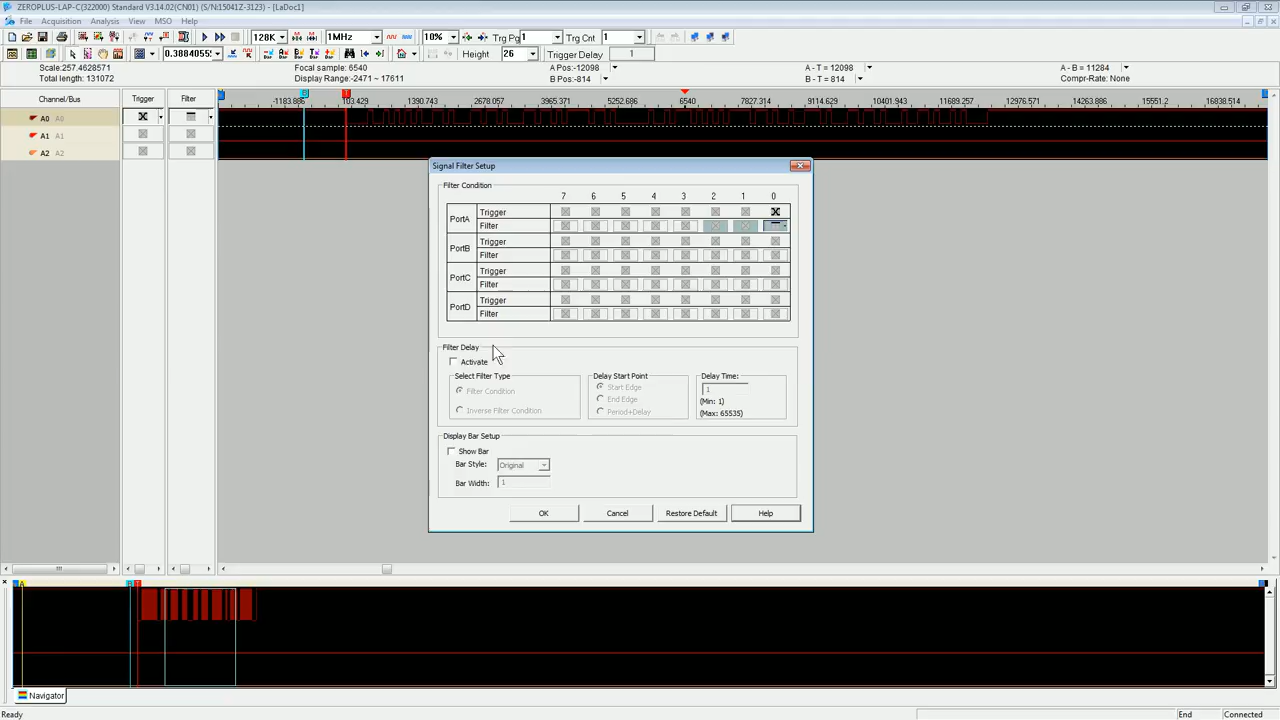 ZEROPLUS-LAP-C(322000) Standard V3.14.02(CN01) (S/N:15041Z-3123) - [LaDoc1]
File Acquisition Analysis View MSO Help
128K 1MHz 10% Trg Pg 1 Trg Cnt 1
0.3884055 Height 26 Trigger Delay 1
Scale:257.4628571 Focal sample: 6540 A Pos:-12098 A - T = 12098 A - B = 11284
Total length: 131072 Display Range:-2471 ~ 17611 B Pos:-814 B - T = 814 Compr-Rate: None
Channel/Bus Trigger Filter B T -1183.886 103.429 1390.743 2678.057 3965.371 5252.686 6540 7827.314 9114.629 10401.943 11689.257 12976.571 14263.886 15551.2 16838.514
A0 A0
A1 A1
A2 A2
Signal Filter Setup
Filter Condition
7 6 5 4 3 2 1 0
PortA Trigger
Filter
PortB Trigger
Filter
PortC Trigger
Filter
PortD Trigger
Filter
Filter Delay
Activate
Select Filter Type Delay Start Point Delay Time:
Filter Condition Start Edge 1
End Edge (Min: 1)
Inverse Filter Condition Period+Delay (Max: 65535)
Display Bar Setup
Show Bar
Bar Style: Original
Bar Width: 1
OK Cancel Restore Default Help
A B T
Navigator
Ready End Connected